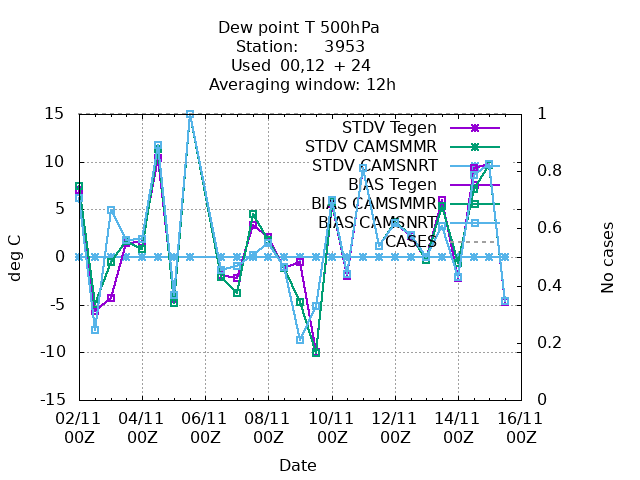 Dew point T 500hPa
Station: 3953
Used 00,12 + 24
Averaging window: 12h
15
10
5
0
-5
-10
-15
deg C
1
0.8
0.6
0.4
0.2
0
No cases
STDV Tegen
STDV CAMSMMR
STDV CAMSNRT
BIAS Tegen
BIAS CAMSMMR
BIAS CAMSNRT
CASES
02/11 04/11 06/11 08/11 10/11 12/11 14/11 16/11
00Z 00Z 00Z 00Z 00Z 00Z 00Z 00Z
Date